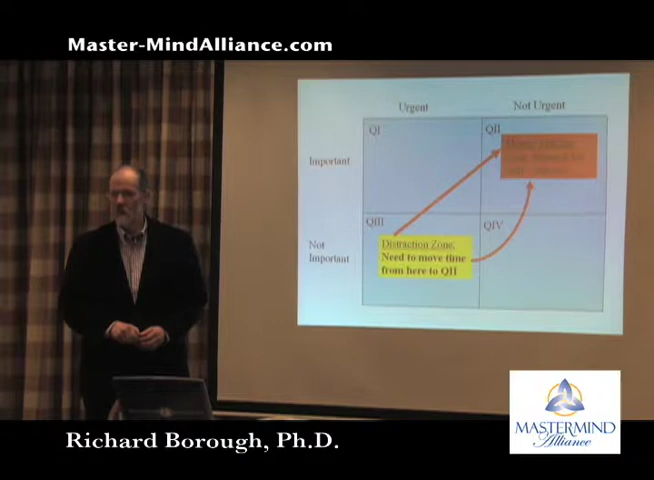 Master-MindAlliance.com
Urgent
Not Urgent
QI
QII
Important
QIII
QIV
Not
Important
Distraction Zone.
Need to move time
from here to QII
MASTERMIND
Alliance
Richard Borough, Ph.D.